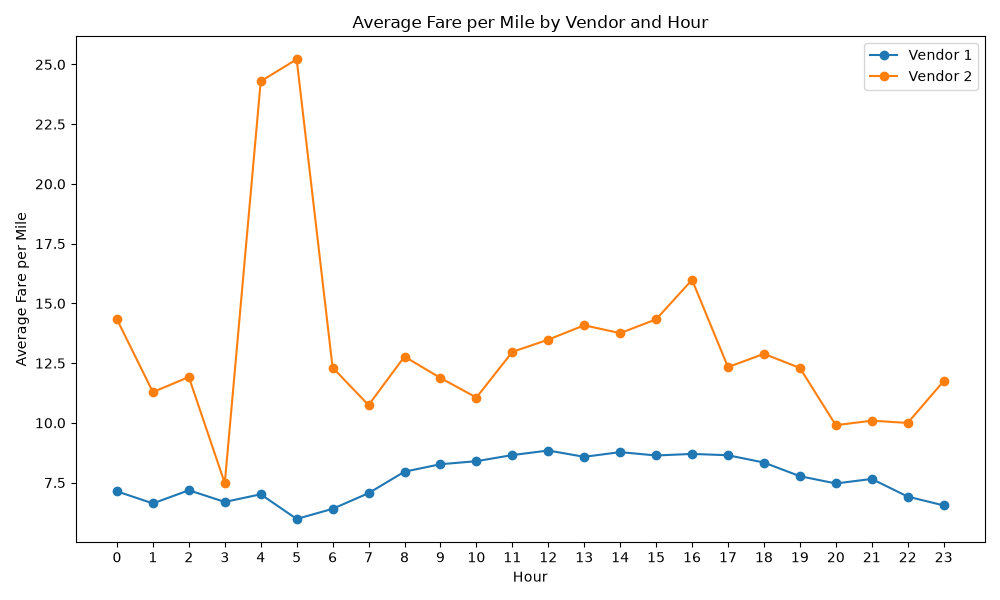 Average Fare per Mile by Vendor and Hour
Vendor 1
Vendor 2
Average Fare per Mile
25.0
22.5
20.0
17.5
15.0
12.5
10.0
7.5
0 1 2 3 4 5 6 7 8 9 10 11 12 13 14 15 16 17 18 19 20 21 22 23
Hour